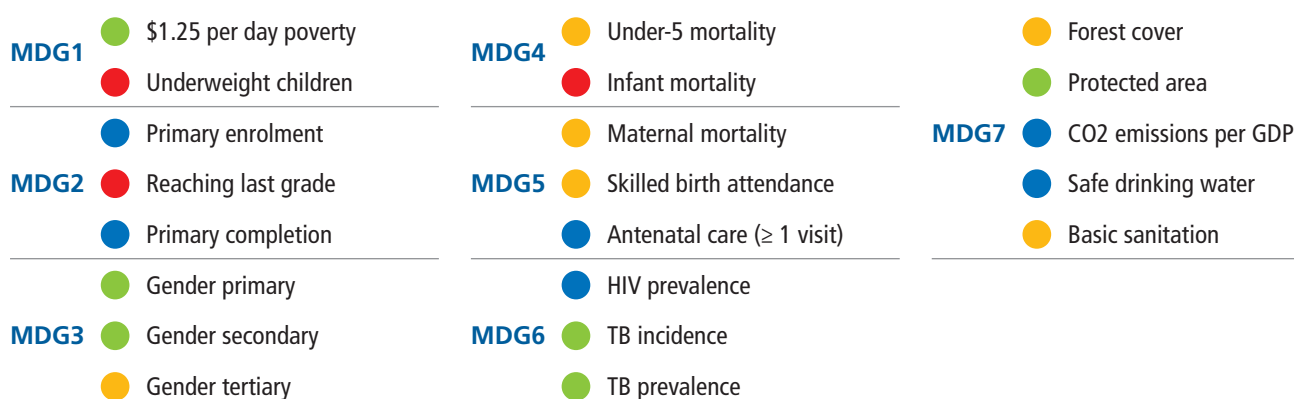 MDG1
$1.25 per day poverty
Underweight children
MDG2
Primary enrolment
Reaching last grade
Primary completion
MDG3
Gender primary
Gender secondary
Gender tertiary
MDG4
Under-5 mortality
Infant mortality
MDG5
Maternal mortality
Skilled birth attendance
Antenatal care (≥ 1 visit)
MDG6
HIV prevalence
TB incidence
TB prevalence
MDG7
Forest cover
Protected area
CO2 emissions per GDP
Safe drinking water
Basic sanitation